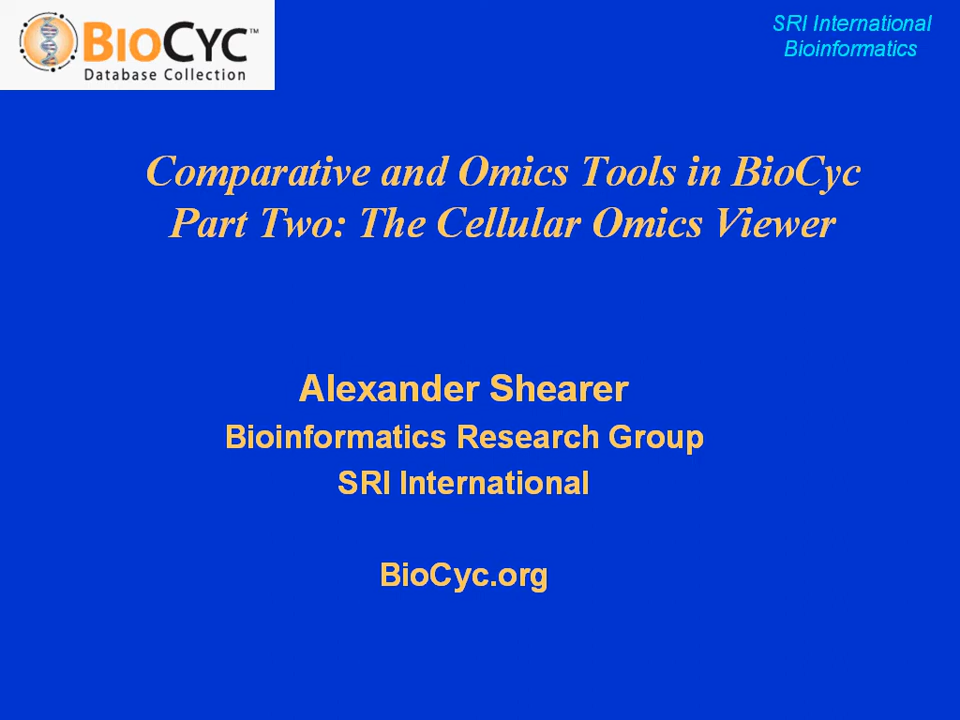 BIOCYC™
Database Collection
SRI International
Bioinformatics
Comparative and Omics Tools in BioCyc
Part Two: The Cellular Omics Viewer
Alexander Shearer
Bioinformatics Research Group
SRI International
BioCyc.org